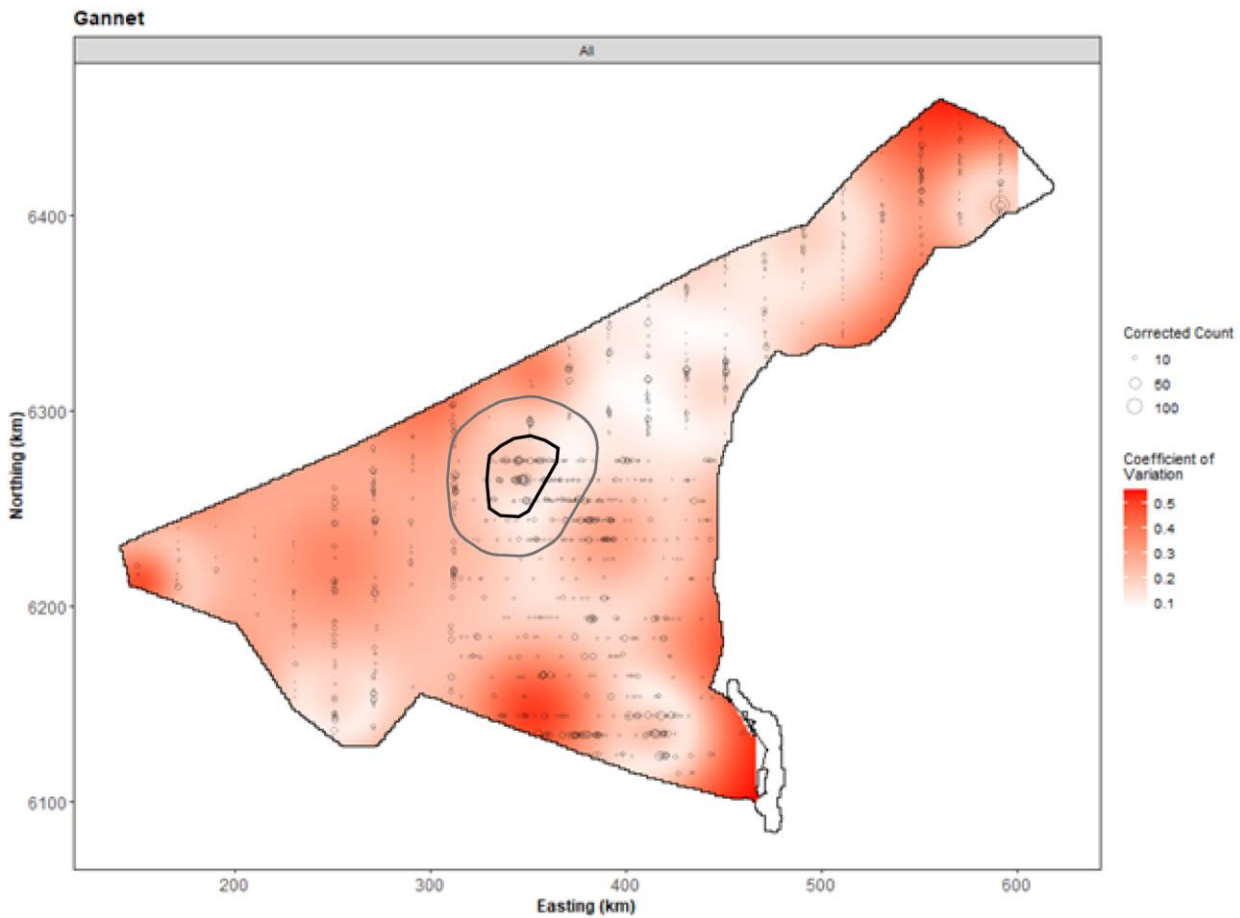 Gannet
All
Northing (km)
6400
6300
6200
6100
200 300 400 500 600
Easting (km)
Corrected Count
10
50
100
Coefficient of
Variation
0.5
0.4
0.3
0.2
0.1